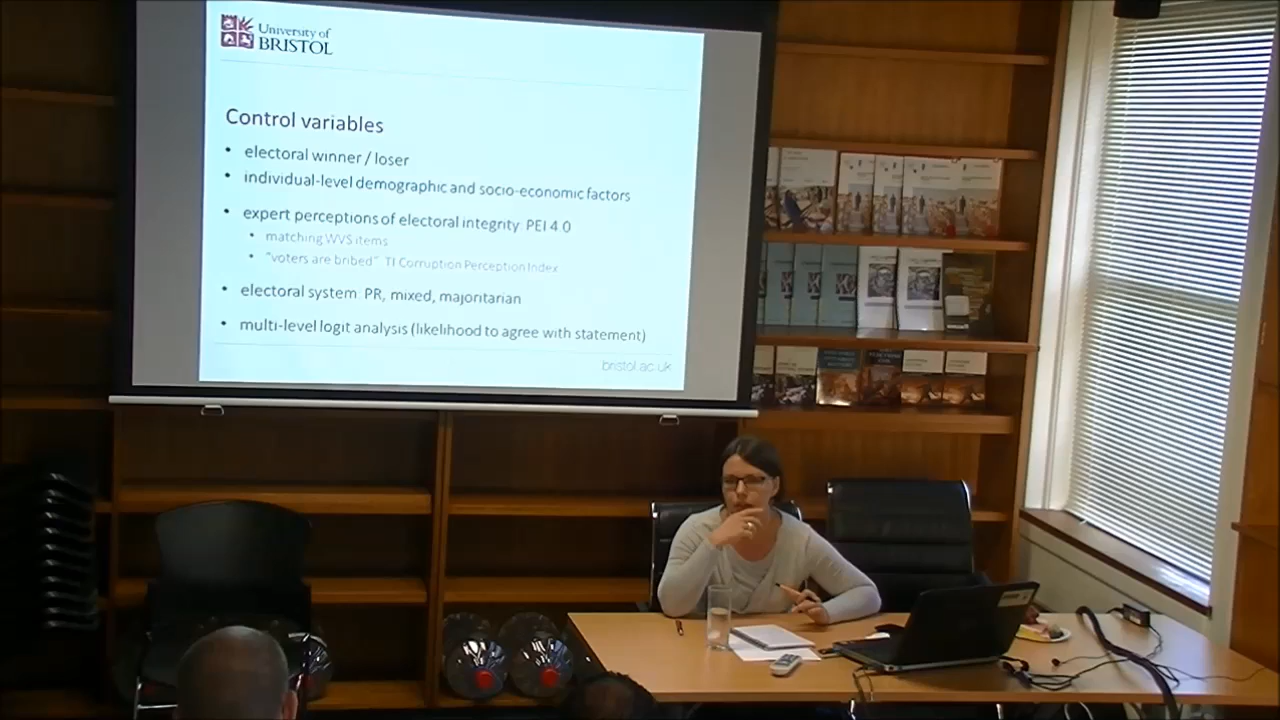 University of
BRISTOL
Control variables
• electoral winner / loser
• individual-level demographic and socio-economic factors
• expert perceptions of electoral integrity PEI 4.0
• matching WVS items
• "voters are bribed" TI Corruption Perception Index
• electoral system PR, mixed, majoritarian
• multi-level logit analysis (likelihood to agree with statement)
bristol.ac.uk